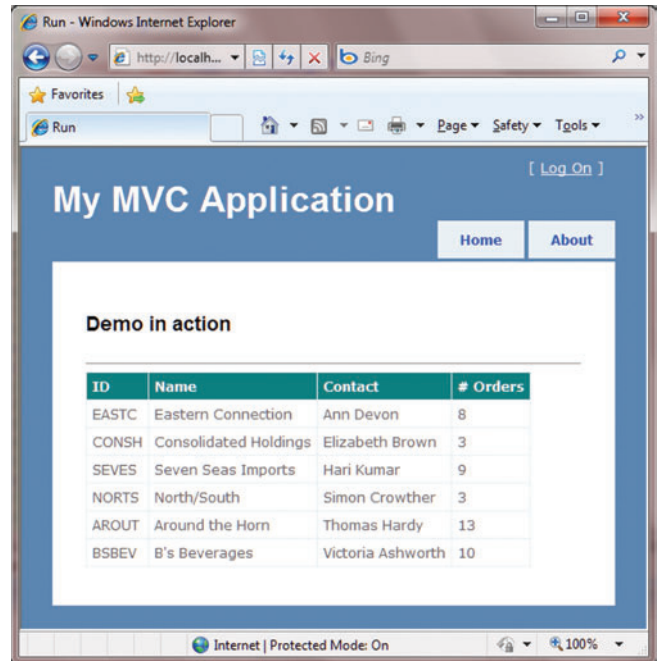 Run - Windows Internet Explorer
http://localh...
Bing
Favorites
Run
Page
Safety
Tools
[ Log On ]
My MVC Application
Home
About
Demo in action
ID Name Contact # Orders
EASTC Eastern Connection Ann Devon 8
CONSH Consolidated Holdings Elizabeth Brown 3
SEVES Seven Seas Imports Hari Kumar 9
NORTS North/South Simon Crowther 3
AROUT Around the Horn Thomas Hardy 13
BSBEV B's Beverages Victoria Ashworth 10
Internet | Protected Mode: On
100%